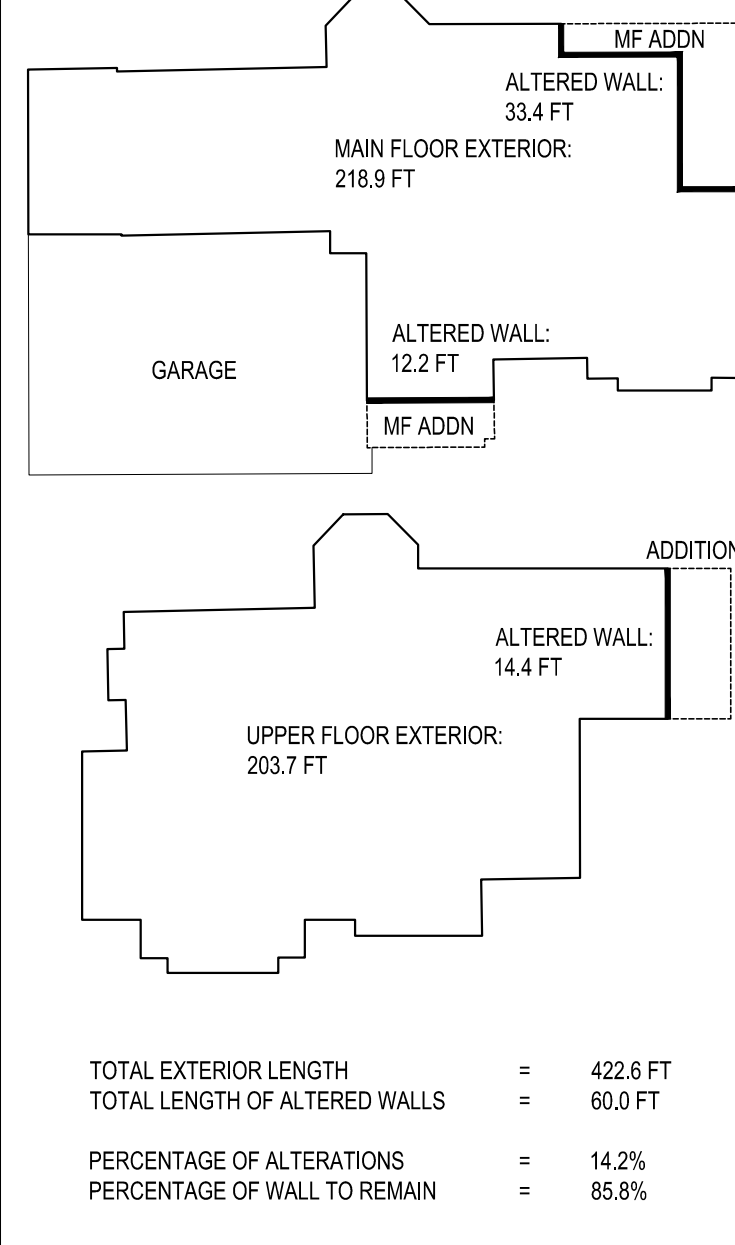 MF ADDN
ALTERED WALL:
33.4 FT
MAIN FLOOR EXTERIOR:
218.9 FT
ALTERED WALL:
12.2 FT
GARAGE
MF ADDN
ADDITION
ALTERED WALL:
14.4 FT
UPPER FLOOR EXTERIOR:
203.7 FT
TOTAL EXTERIOR LENGTH = 422.6 FT
TOTAL LENGTH OF ALTERED WALLS = 60.0 FT
PERCENTAGE OF ALTERATIONS = 14.2%
PERCENTAGE OF WALL TO REMAIN = 85.8%